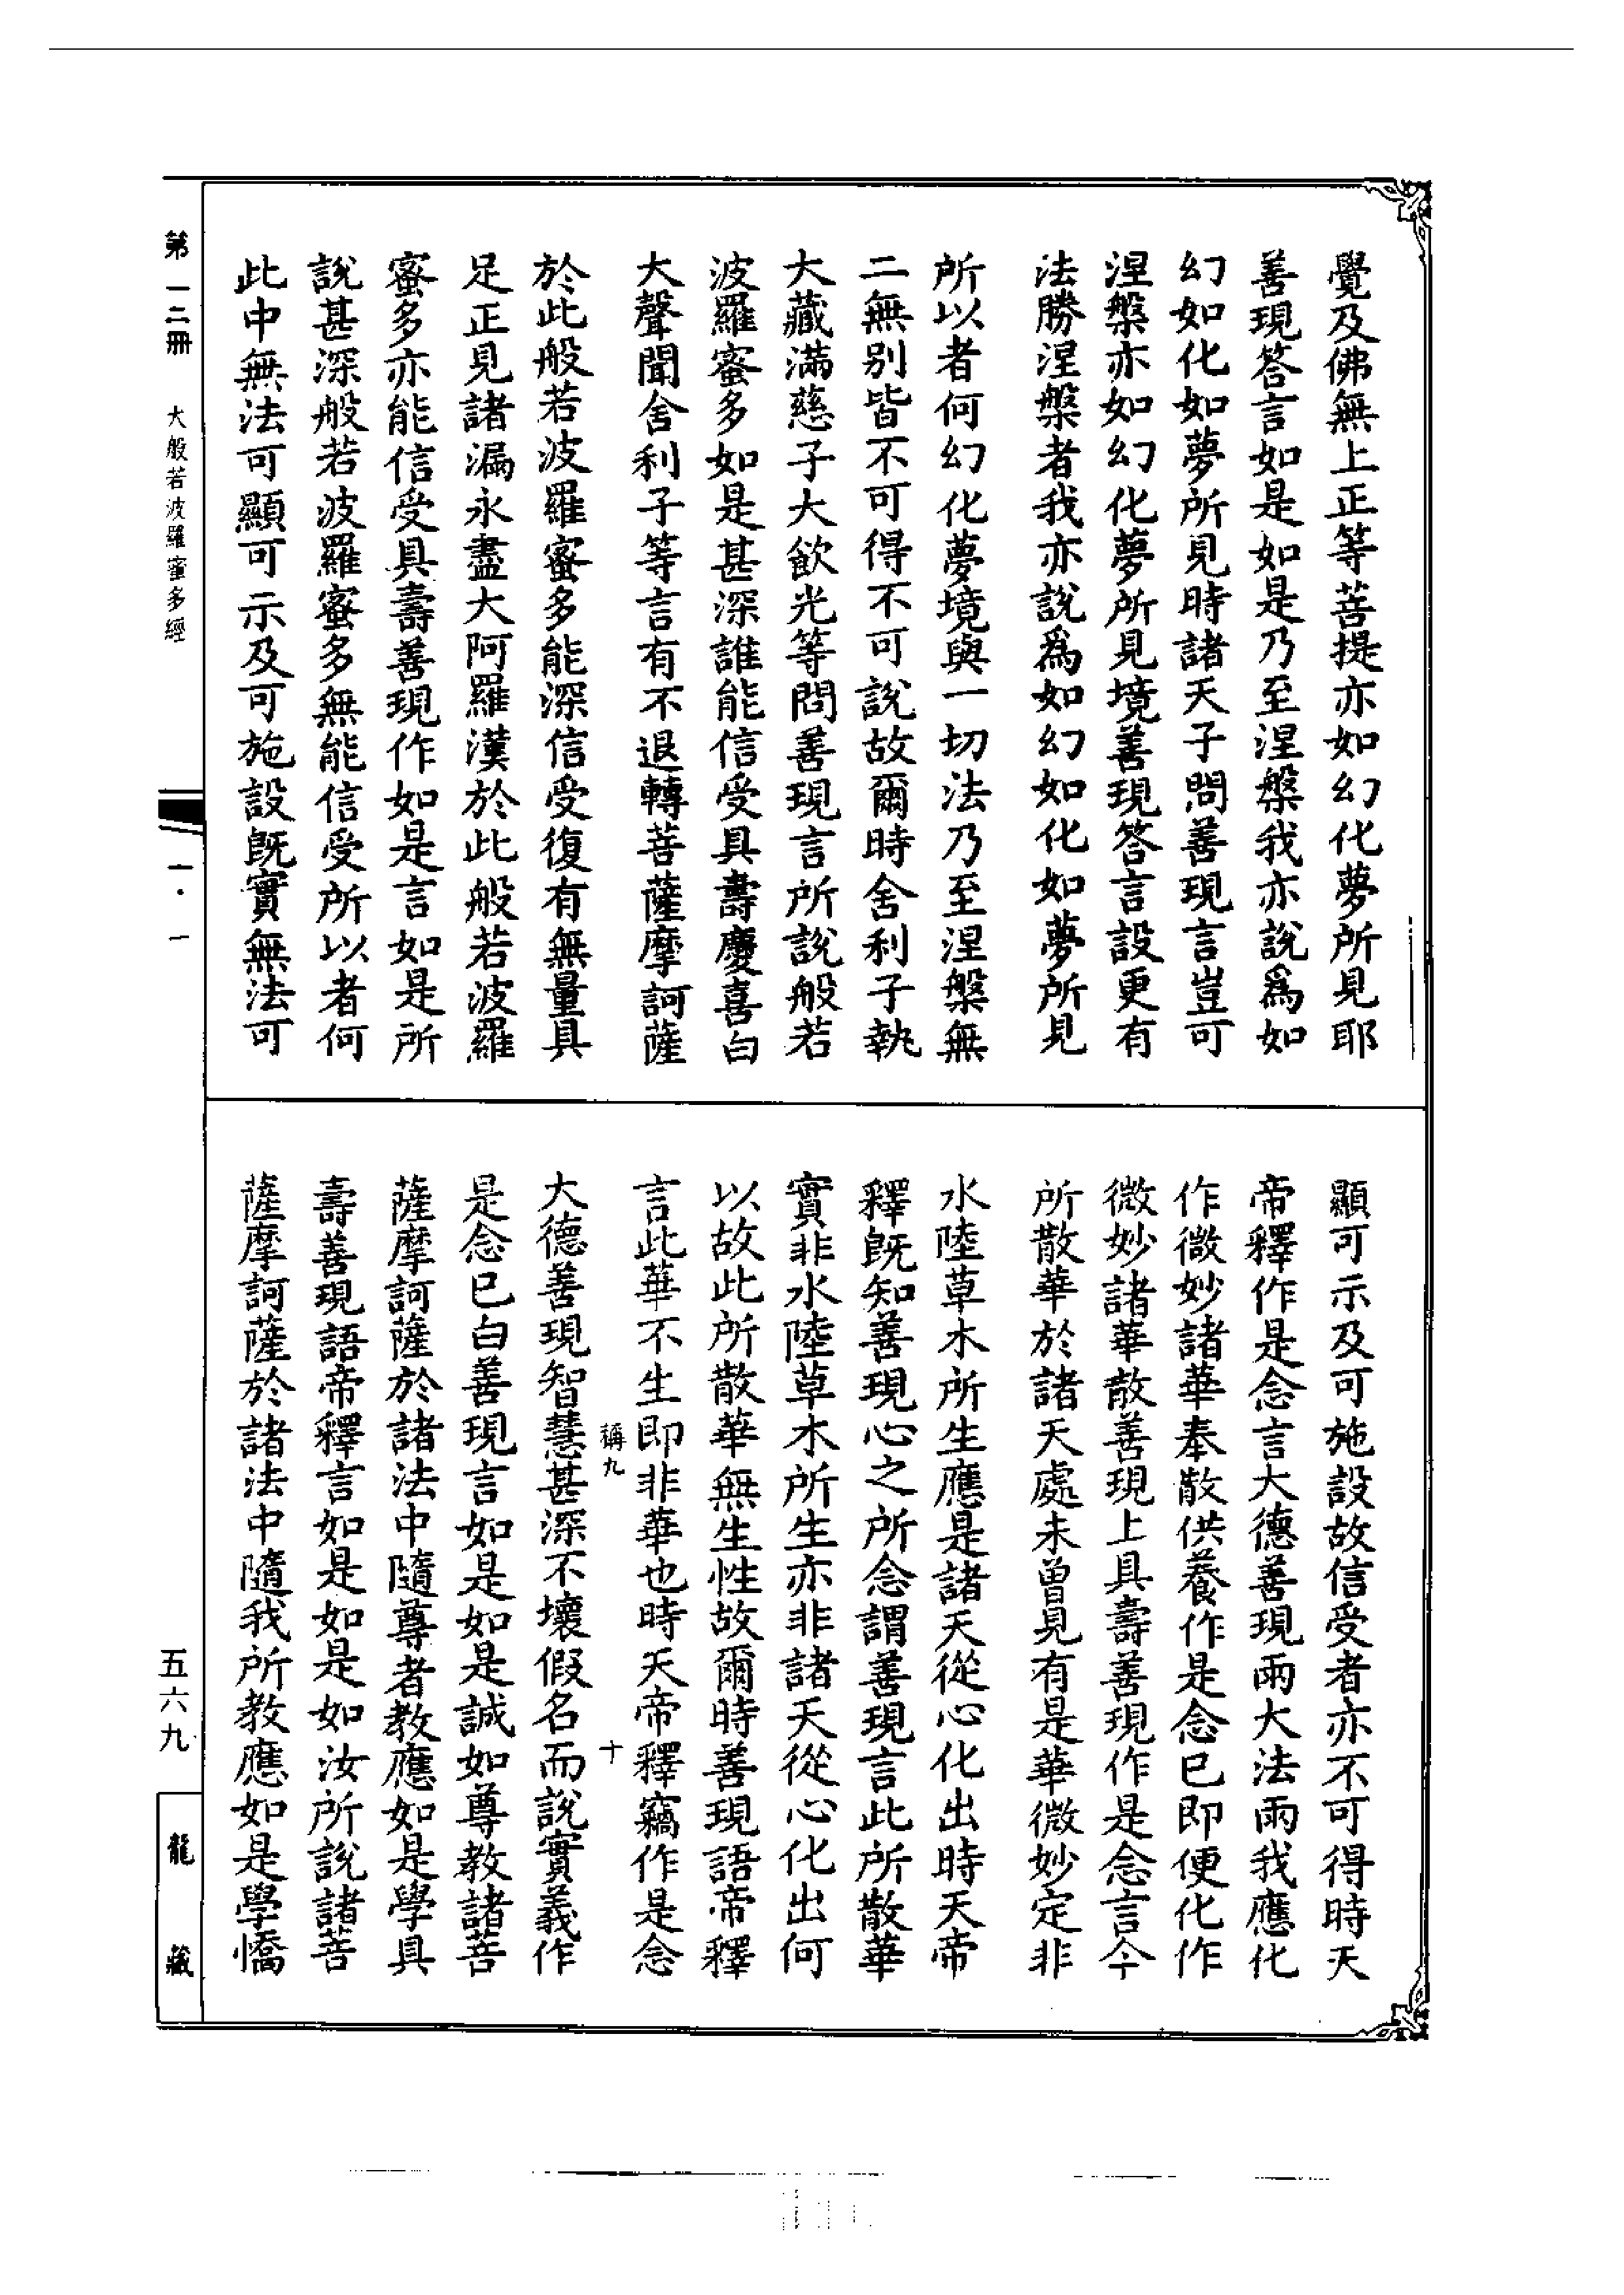 覺及佛無上正等菩提亦如幻化夢所見耶
善現答言如是如是乃至涅槃我亦說爲如
幻如化如夢所見時諸天子問善現言豈可
涅槃亦如幻化夢所見境善現答言設更有
法勝涅槃者我亦說爲如幻如化如夢所見
所以者何幻化夢境與一切法乃至涅槃無
二無别皆不可得不可說故爾時舍利子執
大藏滿慈子大飲光等問善現言所說般若
波羅蜜多如是甚深誰能信受具壽慶喜白
大聲聞舍利子等言有不退轉菩薩摩訶薩
於此般若波羅蜜多能深信受復有無量具
足正見諸漏永盡大阿羅漢於此般若波羅
蜜多亦能信受具壽善現作如是言如是所
說甚深般若波羅蜜多無能信受所以者何
此中無法可顯可示及可施設旣實無法可
顯可示及可施設故信受者亦不可得時天
帝釋作是念言大德善現雨大法雨我應化
作微妙諸華奉散供養作是念已即便化作
微妙諸華散善現上具壽善現作是念言今
所散華於諸天處未曾見有是華微妙定非
水陸草木所生應是諸天從心化出時天帝
釋旣知善現心之所念謂善現言此所散華
實非水陸草木所生亦非諸天從心化出何
以故此所散華無生性故爾時善現語帝釋
言此華不生即非華也時天帝釋竊作是念
稱九 十
大德善現智慧甚深不壞假名而說實義作
是念已白善現言如是如是誠如尊教諸菩
薩摩訶薩於諸法中隨尊者教應如是學具
壽善現語帝釋言如是如是如汝所說諸菩
薩摩訶薩於諸法中隨我所教應如是學憍
第一二冊 大般若波羅蜜多經
一·一
五六九
龍藏